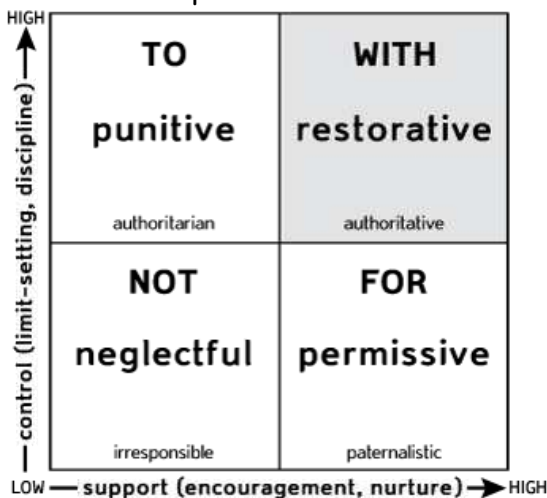 HIGH
TO
punitive
authoritarian
WITH
restorative
authoritative
NOT
neglectful
irresponsible
FOR
permissive
paternalistic
control (limit-setting, discipline)
LOW
support (encouragement, nurture)
HIGH